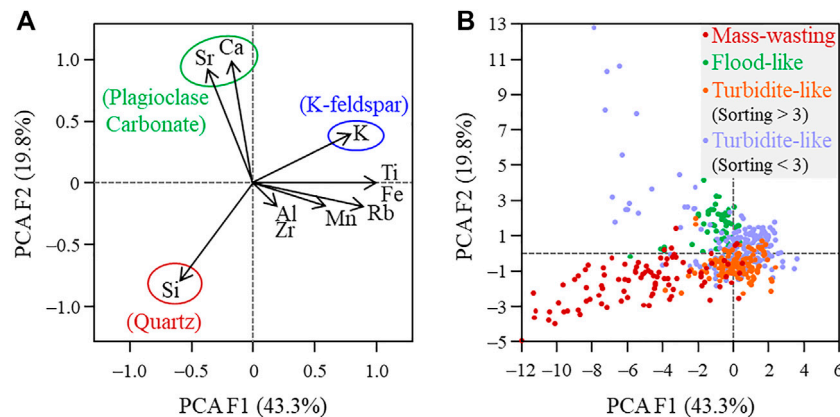 A
1.0
0.5
0
–0.5
–1.0
PCA F2 (19.8%)
Sr Ca
(Plagioclase
Carbonate)
(K-feldspar)
K
Ti
Fe
Al
Zr
Mn
Rb
Si
(Quartz)
–1.0 –0.5 0 0.5 1.0
PCA F1 (43.3%)
B
13
11
9
7
5
3
1
–1
–3
–5
PCA F2 (19.8%)
Mass-wasting
Flood-like
Turbidite-like
(Sorting > 3)
Turbidite-like
(Sorting < 3)
–12 –10 –8 –6 –4 –2 0 2 4 6
PCA F1 (43.3%)